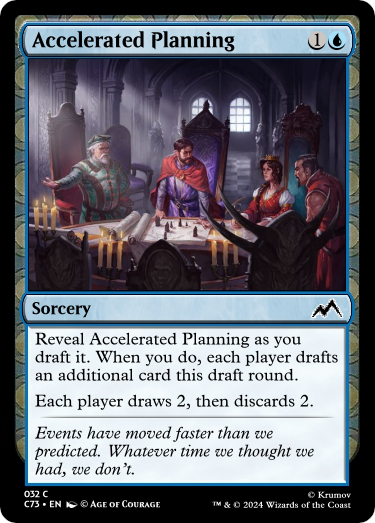 Accelerated Planning 1
Sorcery
Reveal Accelerated Planning as you
draft it. When you do, each player drafts
an additional card this draft round.
Each player draws 2, then discards 2.
Events have moved faster than we
predicted. Whatever time we thought we
had, we don't.
032 C
C73 • EN Age of Courage
© Krumov
™ & © 2024 Wizards of the Coast